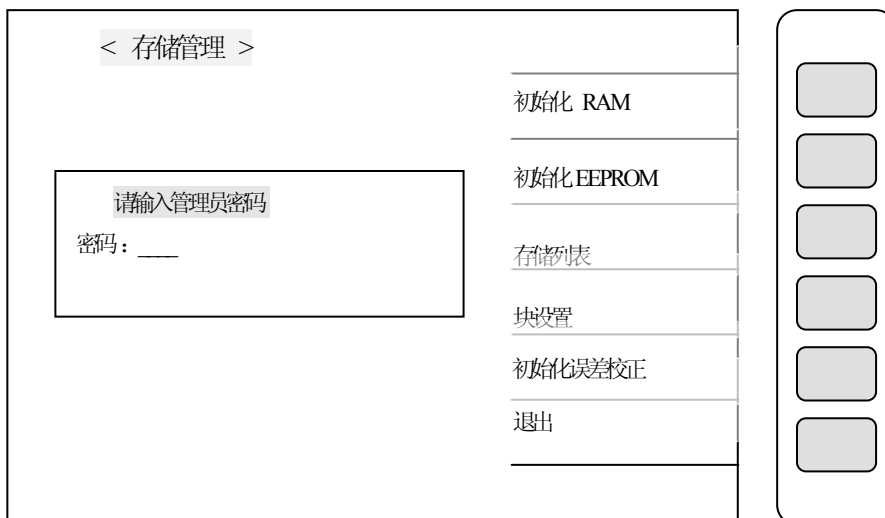 < 存储管理 >
初始化 RAM
初始化 EEPROM
请输入管理员密码
密码：____
存储列表
块设置
初始化误差校正
退出